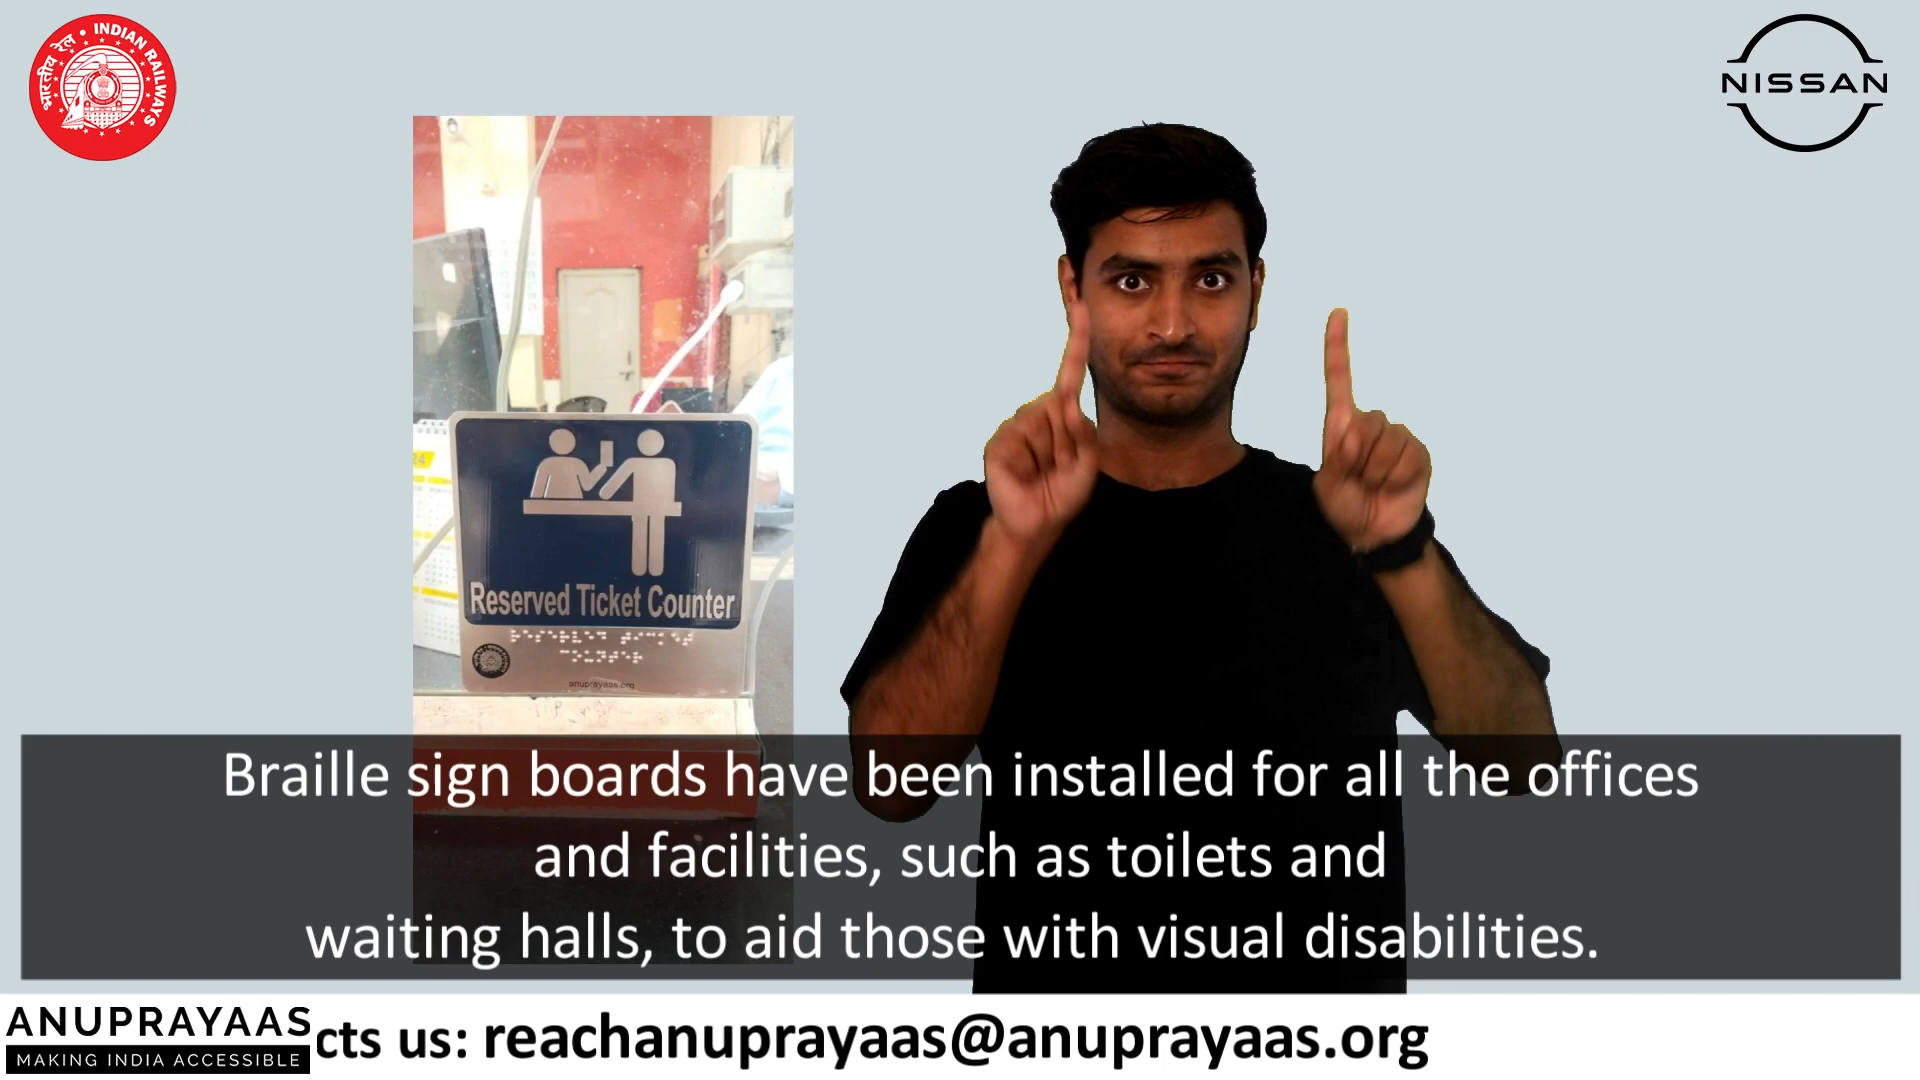 भारतीय रेल • INDIAN RAILWAYS
NISSAN
24
Reserved Ticket Counter
⠗⠑⠎⠑⠗⠧⠑⠙ ⠞⠊⠉⠅⠑⠞
⠉⠕⠥⠝⠞⠑⠗
anuprayaas.org
Braille sign boards have been installed for all the offices
and facilities, such as toilets and
waiting halls, to aid those with visual disabilities.
ANUPRAYAAS
MAKING INDIA ACCESSIBLE
cts us: reachanuprayaas@anuprayaas.org